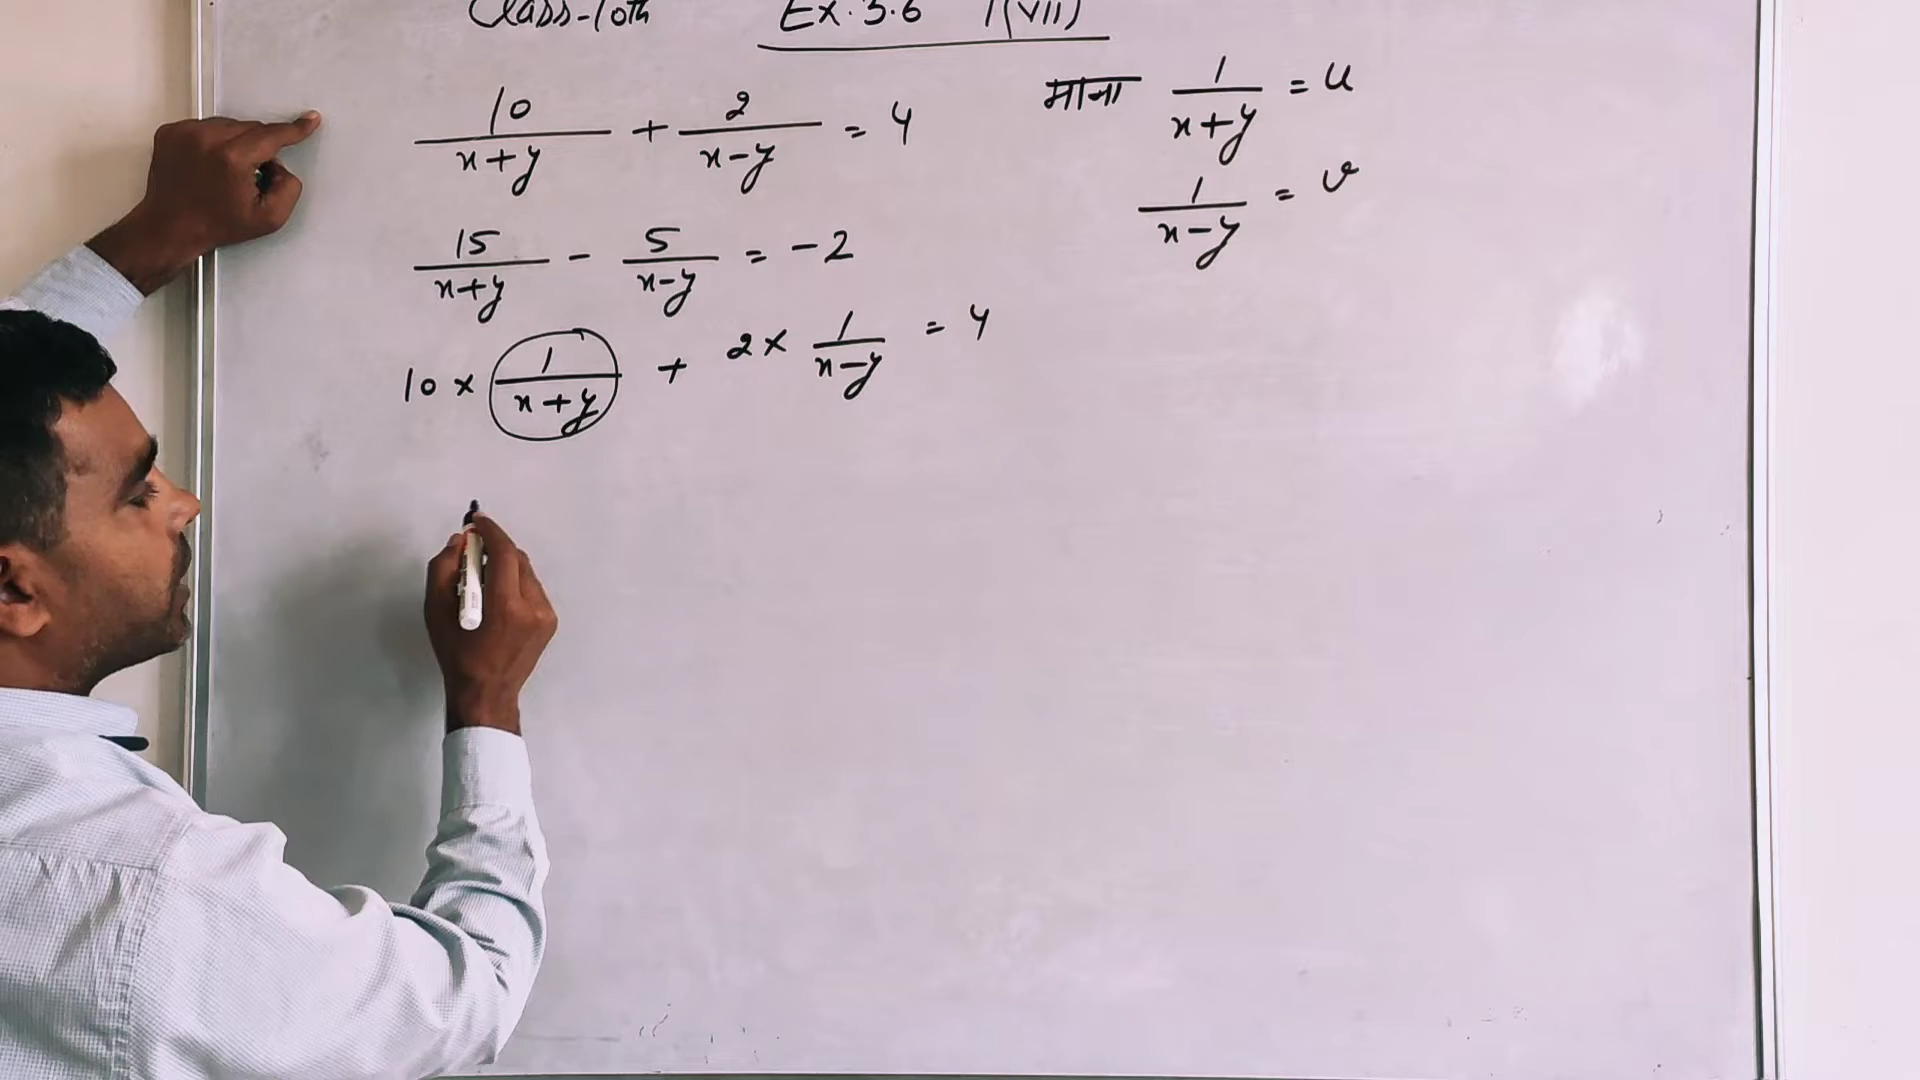 Class-10th Ex. 3.6 1(vii)
10/(x+y) + 2/(x-y) = 4
15/(x+y) - 5/(x-y) = -2
10 × 1/(x+y) + 2 × 1/(x-y) = 4
माना 1/(x+y) = u
1/(x-y) = v